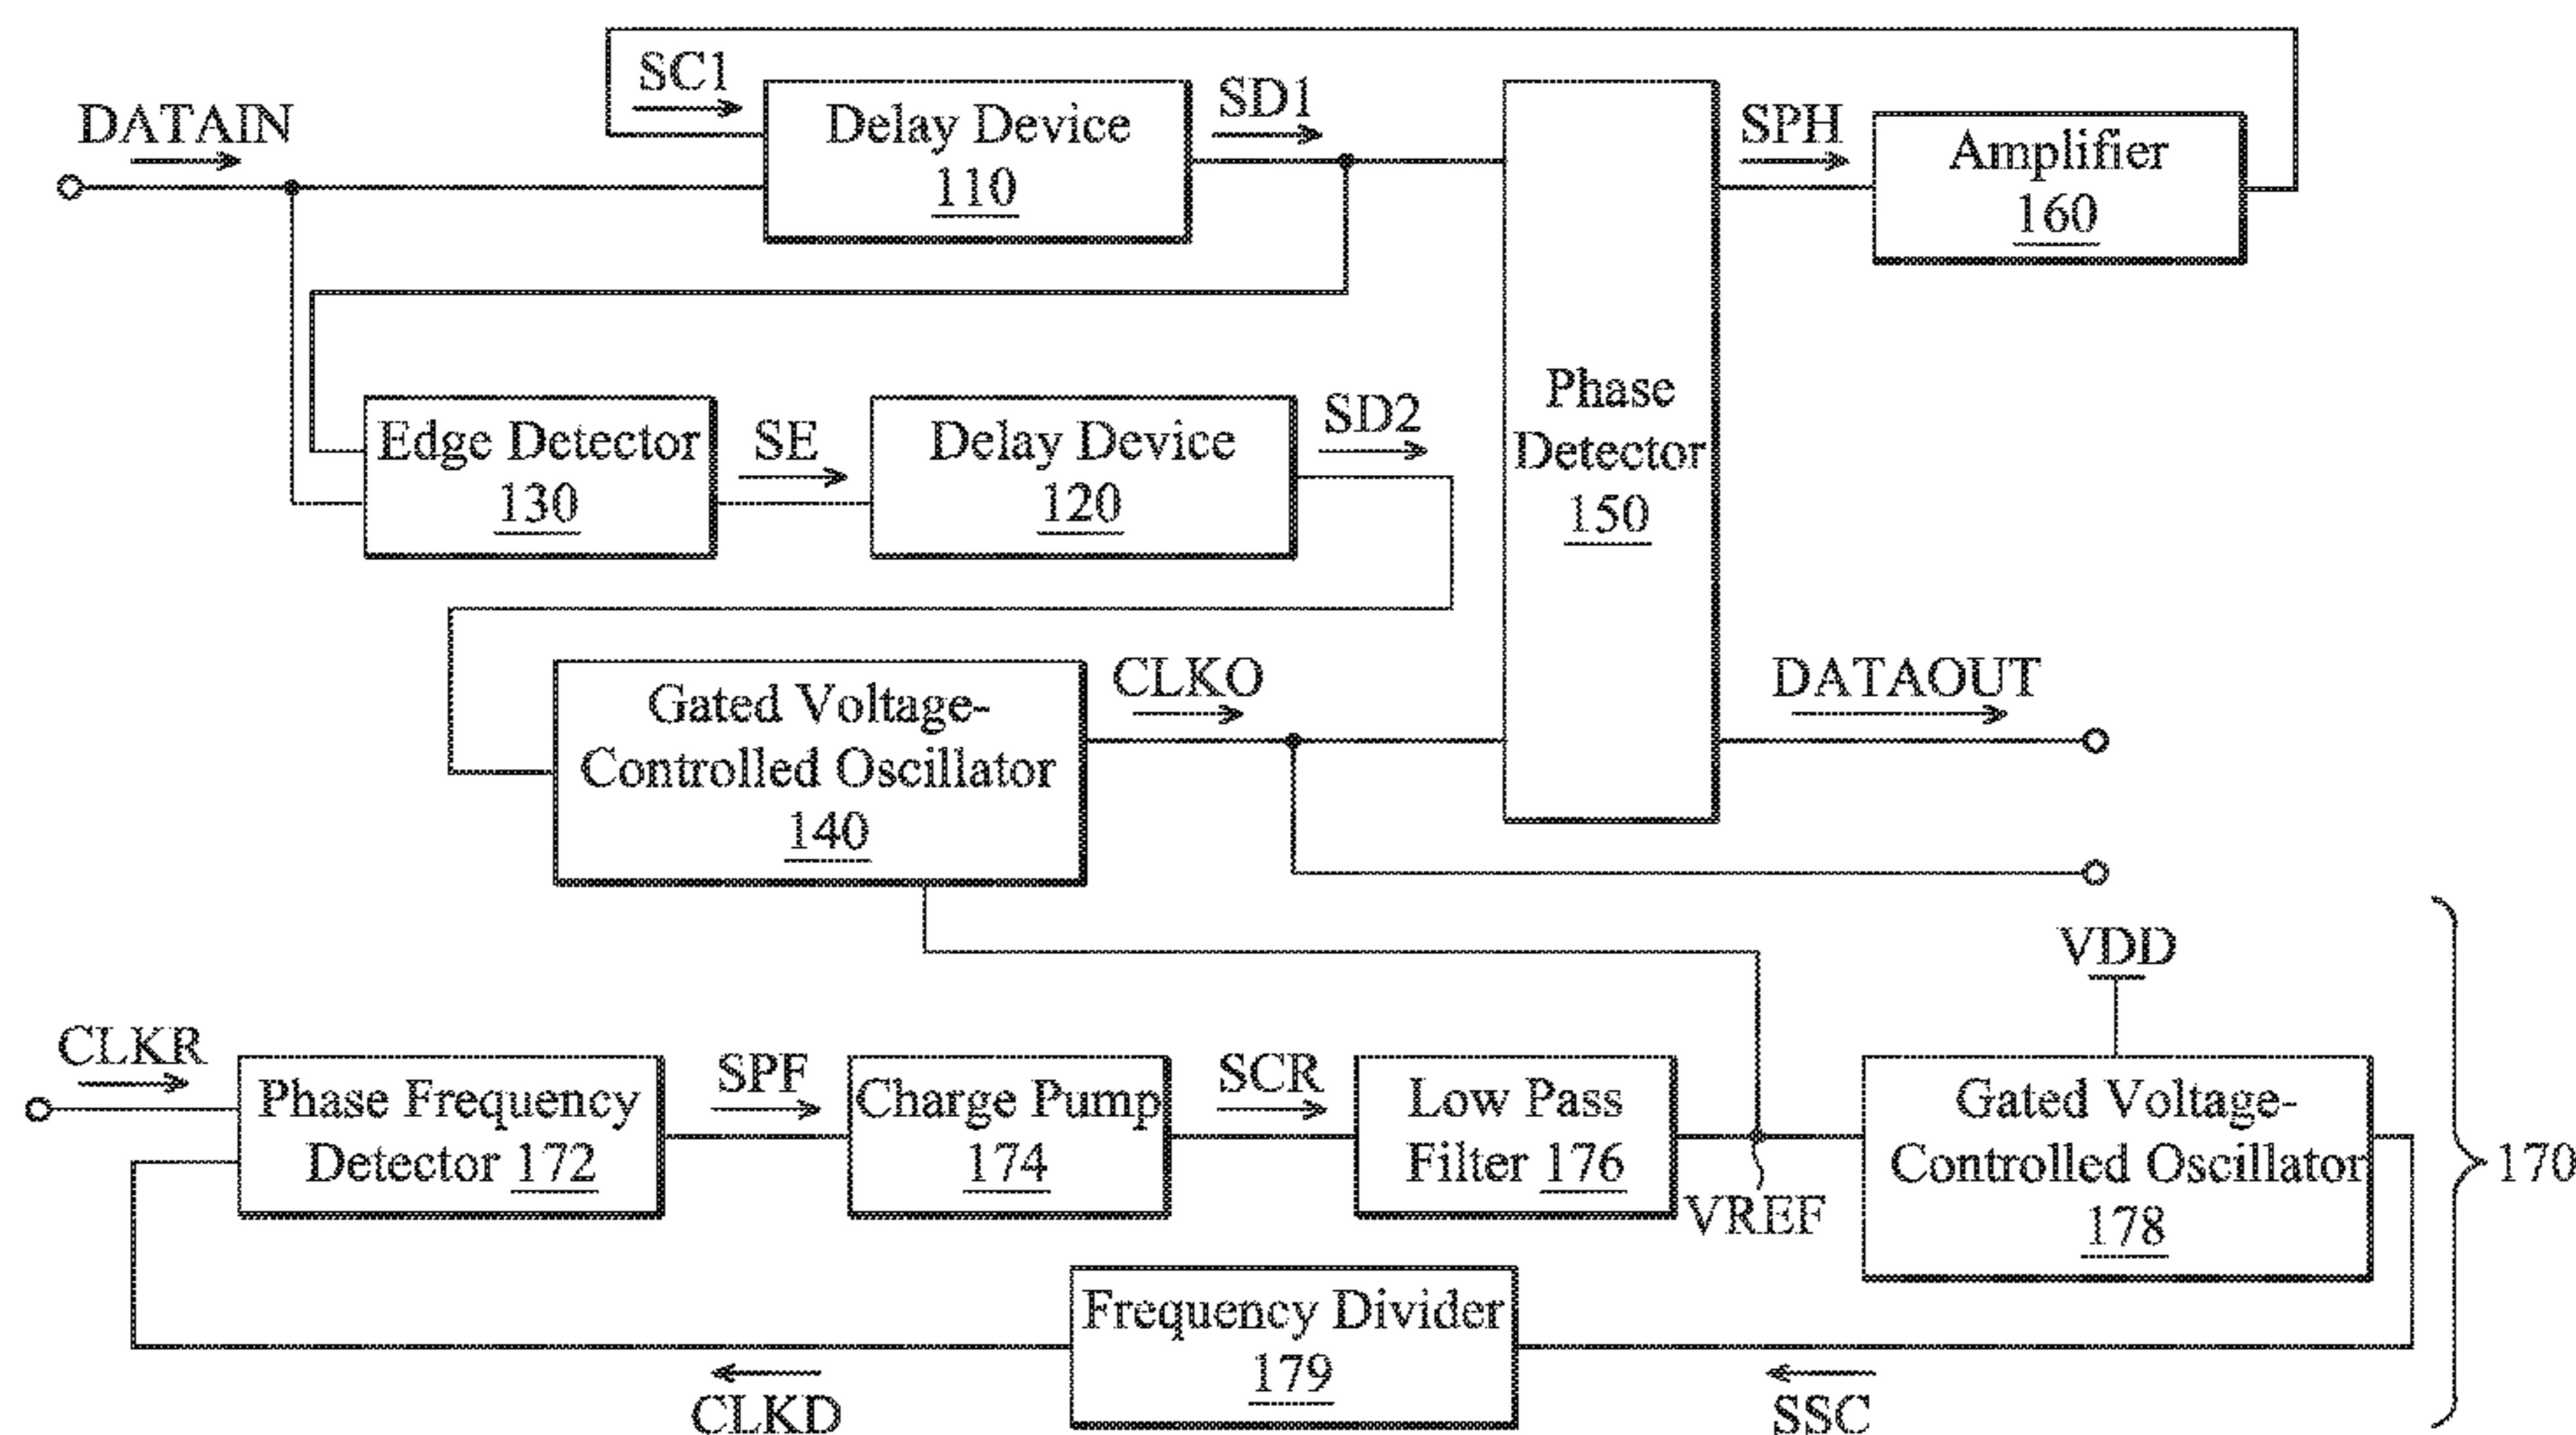 SC1
DATAIN
Delay Device
110
SD1
SPH
Amplifier
160
Edge Detector
130
SE
Delay Device
120
SD2
Phase
Detector
150
Gated Voltage-
Controlled Oscillator
140
CLKO
DATAOUT
VDD
CLKR
Phase Frequency
Detector 172
SPF
Charge Pump
174
SCR
Low Pass
Filter 176
VREF
Gated Voltage-
Controlled Oscillator
178
170
Frequency Divider
179
CLKD
SSC